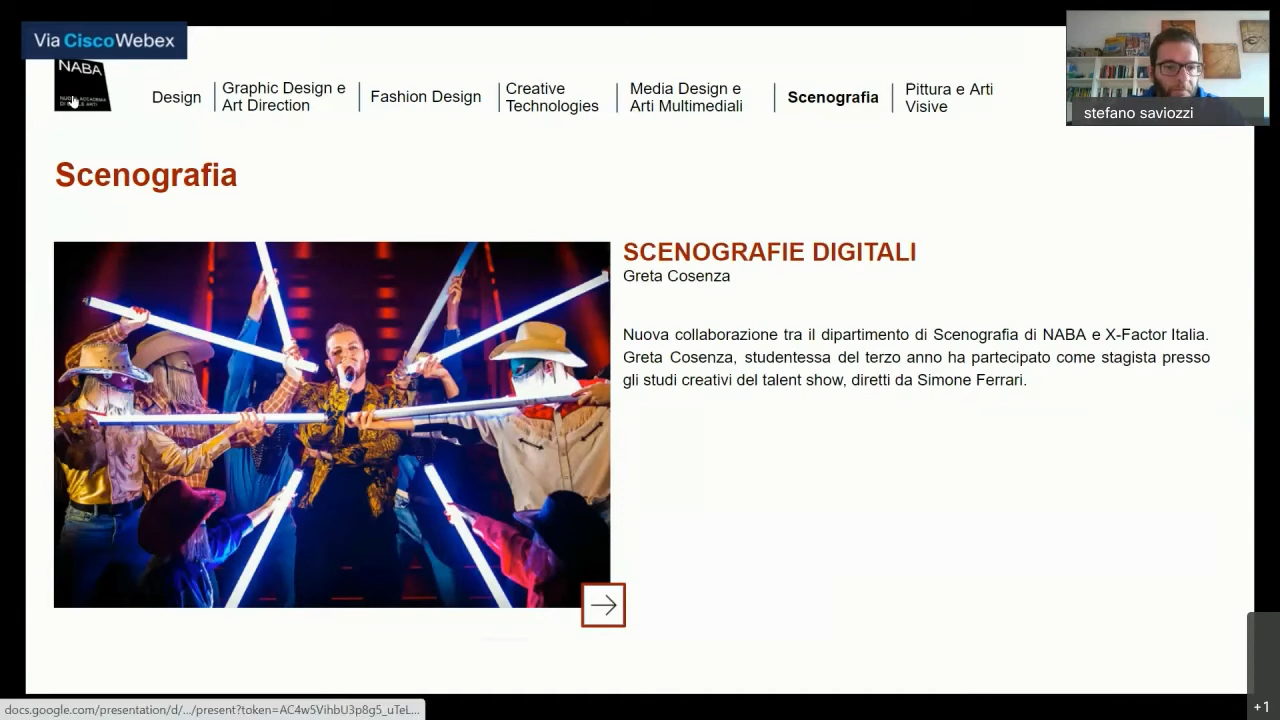 Via CiscoWebex
NABA
Design
Graphic Design e
Art Direction
Fashion Design
Creative
Technologies
Media Design e
Arti Multimediali
Scenografia
Pittura e Arti
Visive
stefano saviozzi
Scenografia
SCENOGRAFIE DIGITALI
Greta Cosenza
Nuova collaborazione tra il dipartimento di Scenografia di NABA e X-Factor Italia.
Greta Cosenza, studentessa del terzo anno ha partecipato come stagista presso
gli studi creativi del talent show, diretti da Simone Ferrari.
docs.google.com/presentation/d/.../present?token=AC4w5VihbU3p8g5_uTeL...
+1